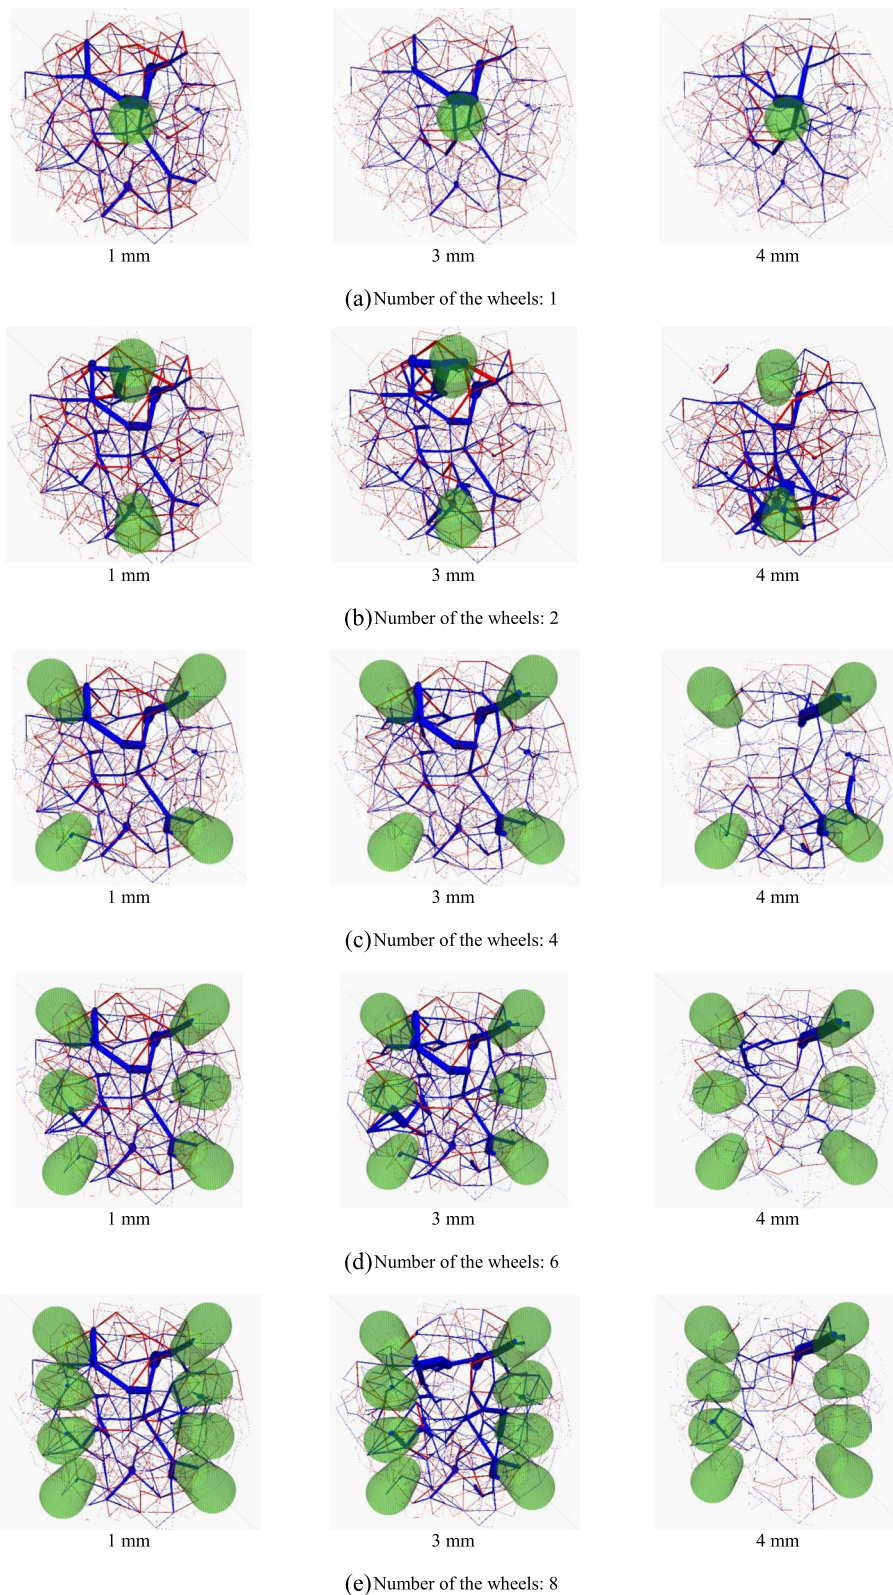 1 mm 3 mm 4 mm
(a) Number of the wheels: 1
1 mm 3 mm 4 mm
(b) Number of the wheels: 2
1 mm 3 mm 4 mm
(c) Number of the wheels: 4
1 mm 3 mm 4 mm
(d) Number of the wheels: 6
1 mm 3 mm 4 mm
(e) Number of the wheels: 8